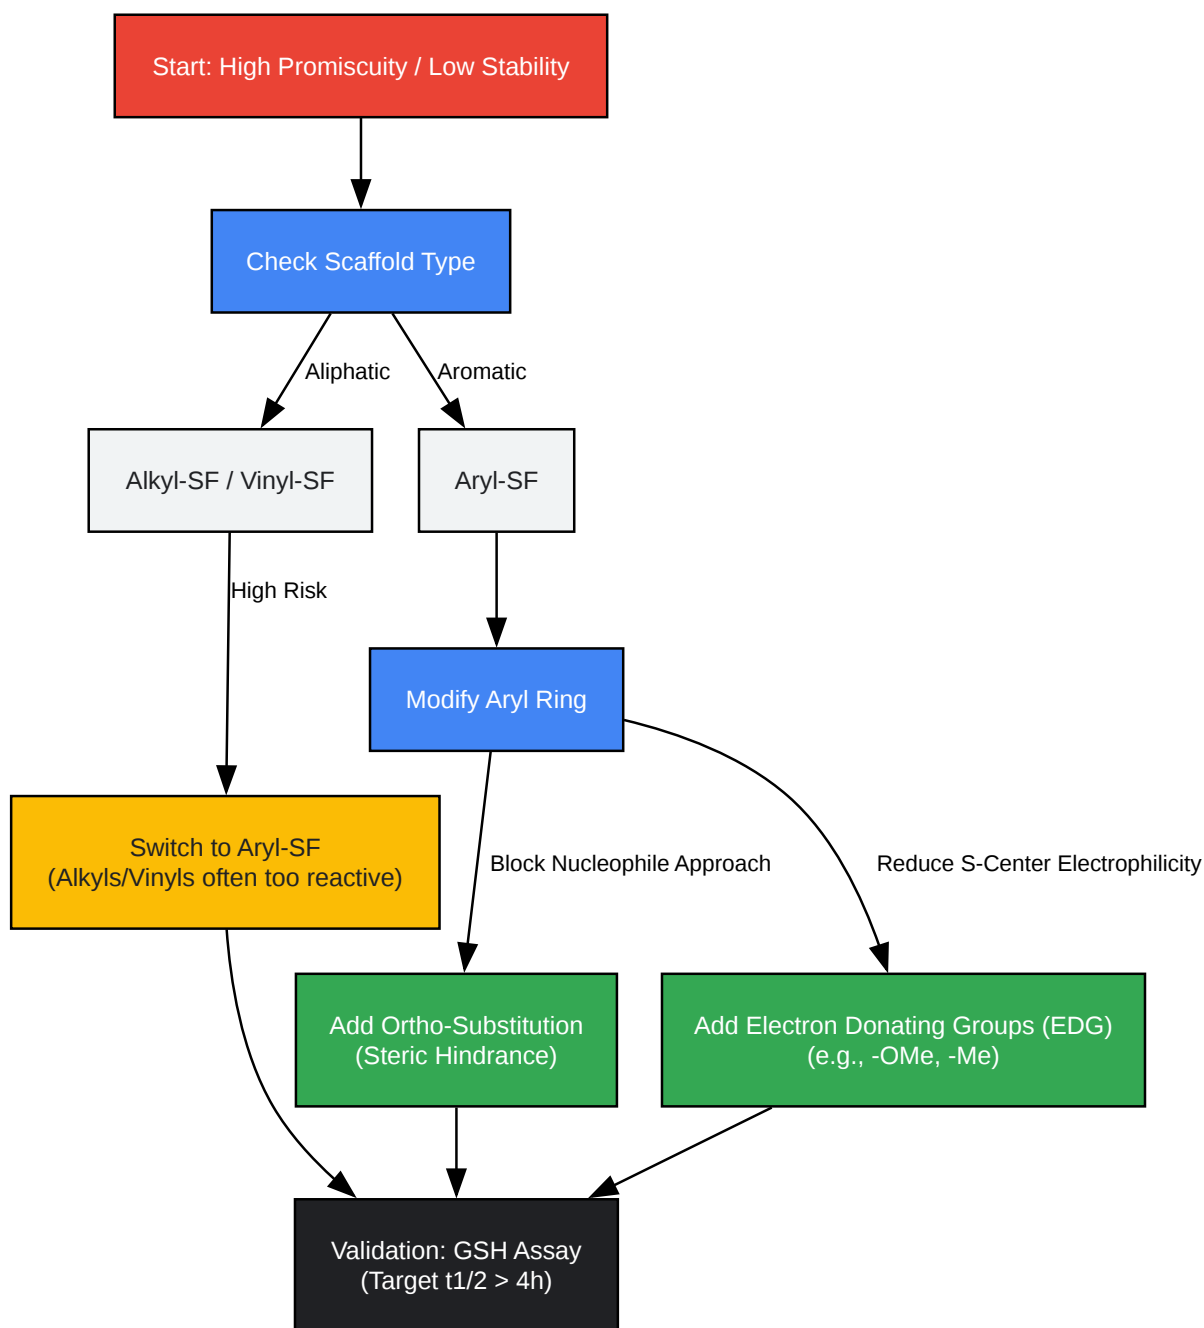 Start: High Promiscuity / Low Stability
Check Scaffold Type
Aliphatic
Aromatic
Alkyl-SF / Vinyl-SF
Aryl-SF
High Risk
Modify Aryl Ring
Switch to Aryl-SF
(Alkyls/Vinyls often too reactive)
Block Nucleophile Approach
Reduce S-Center Electrophilicity
Add Ortho-Substitution
(Steric Hindrance)
Add Electron Donating Groups (EDG)
(e.g., -OMe, -Me)
Validation: GSH Assay
(Target t1/2 > 4h)